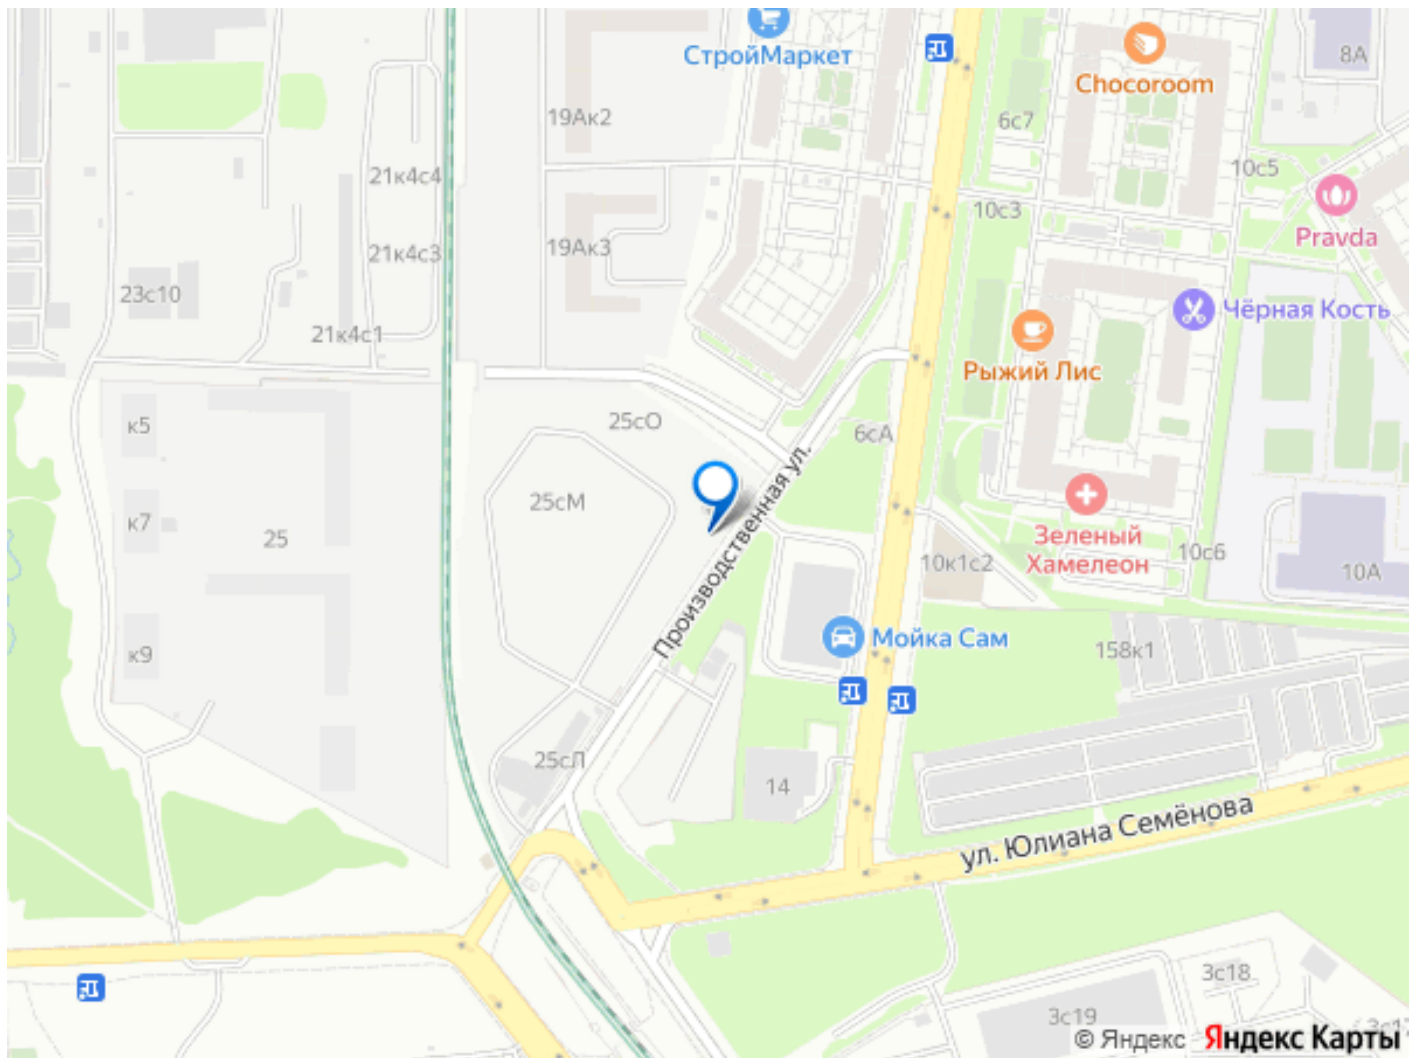 СтройМаркет
8А
Chocoroom
19Ак2
6с7
21к4с4
10с5
10с3
Pravda
19Ак3
21к4с3
23с10
Чёрная Кость
21к4с1
Рыжий Лис
к5
25сО
6сА
25сМ
к7
25
Производственная ул.
Зеленый
Хамелеон
10к1с2
10с6
10А
Мойка Сам
158к1
к9
25сЛ
14
ул. Юлиана Семёнова
3с18
3с19
3с17
© Яндекс Яндекс Карты